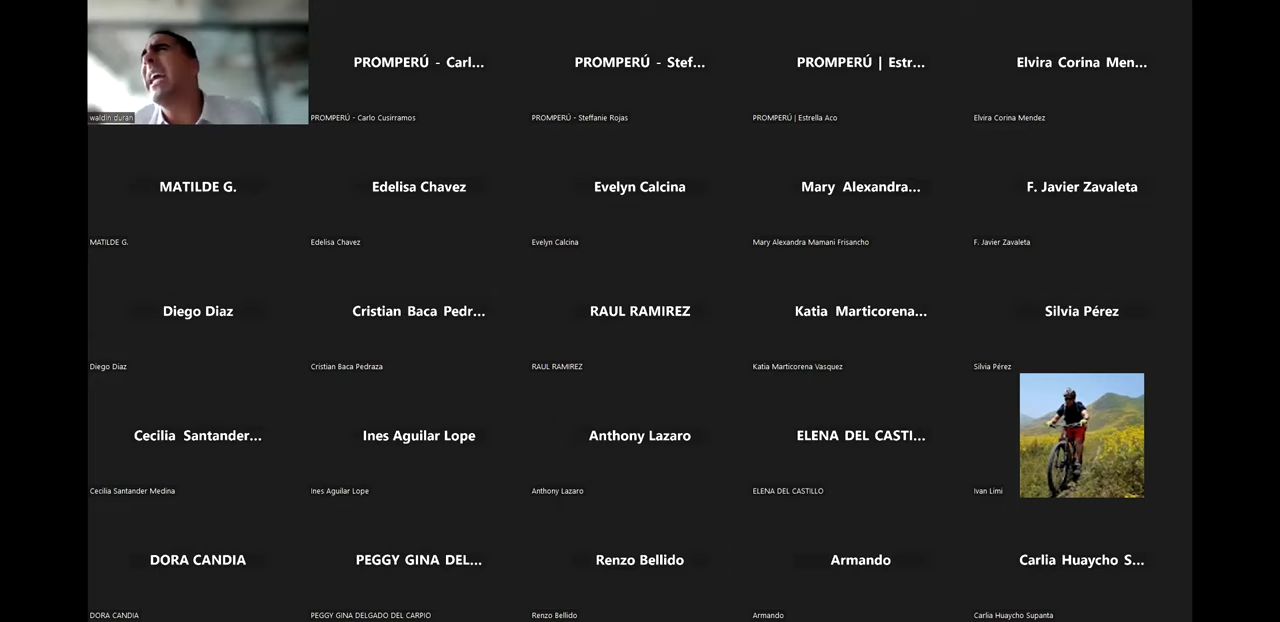 waldin duran
PROMPERÚ - Carl...
PROMPERÚ - Carlo Cusirramos
PROMPERÚ - Stef...
PROMPERÚ - Steffanie Rojas
PROMPERÚ | Estr...
PROMPERÚ | Estrella Aco
Elvira Corina Men...
Elvira Corina Mendez
MATILDE G.
MATILDE G.
Edelisa Chavez
Edelisa Chavez
Evelyn Calcina
Evelyn Calcina
Mary Alexandra...
Mary Alexandra Mamani Frisancho
F. Javier Zavaleta
F. Javier Zavaleta
Diego Diaz
Diego Diaz
Cristian Baca Pedr...
Cristian Baca Pedraza
RAUL RAMIREZ
RAUL RAMIREZ
Katia Marticorena...
Katia Marticorena Vasquez
Silvia Pérez
Silvia Pérez
Cecilia Santander...
Cecilia Santander Medina
Ines Aguilar Lope
Ines Aguilar Lope
Anthony Lazaro
Anthony Lazaro
ELENA DEL CASTI...
ELENA DEL CASTILLO
Ivan Limi
DORA CANDIA
DORA CANDIA
PEGGY GINA DEL...
PEGGY GINA DELGADO DEL CARPIO
Renzo Bellido
Renzo Bellido
Armando
Armando
Carlia Huaycho S...
Carlia Huaycho Supanta